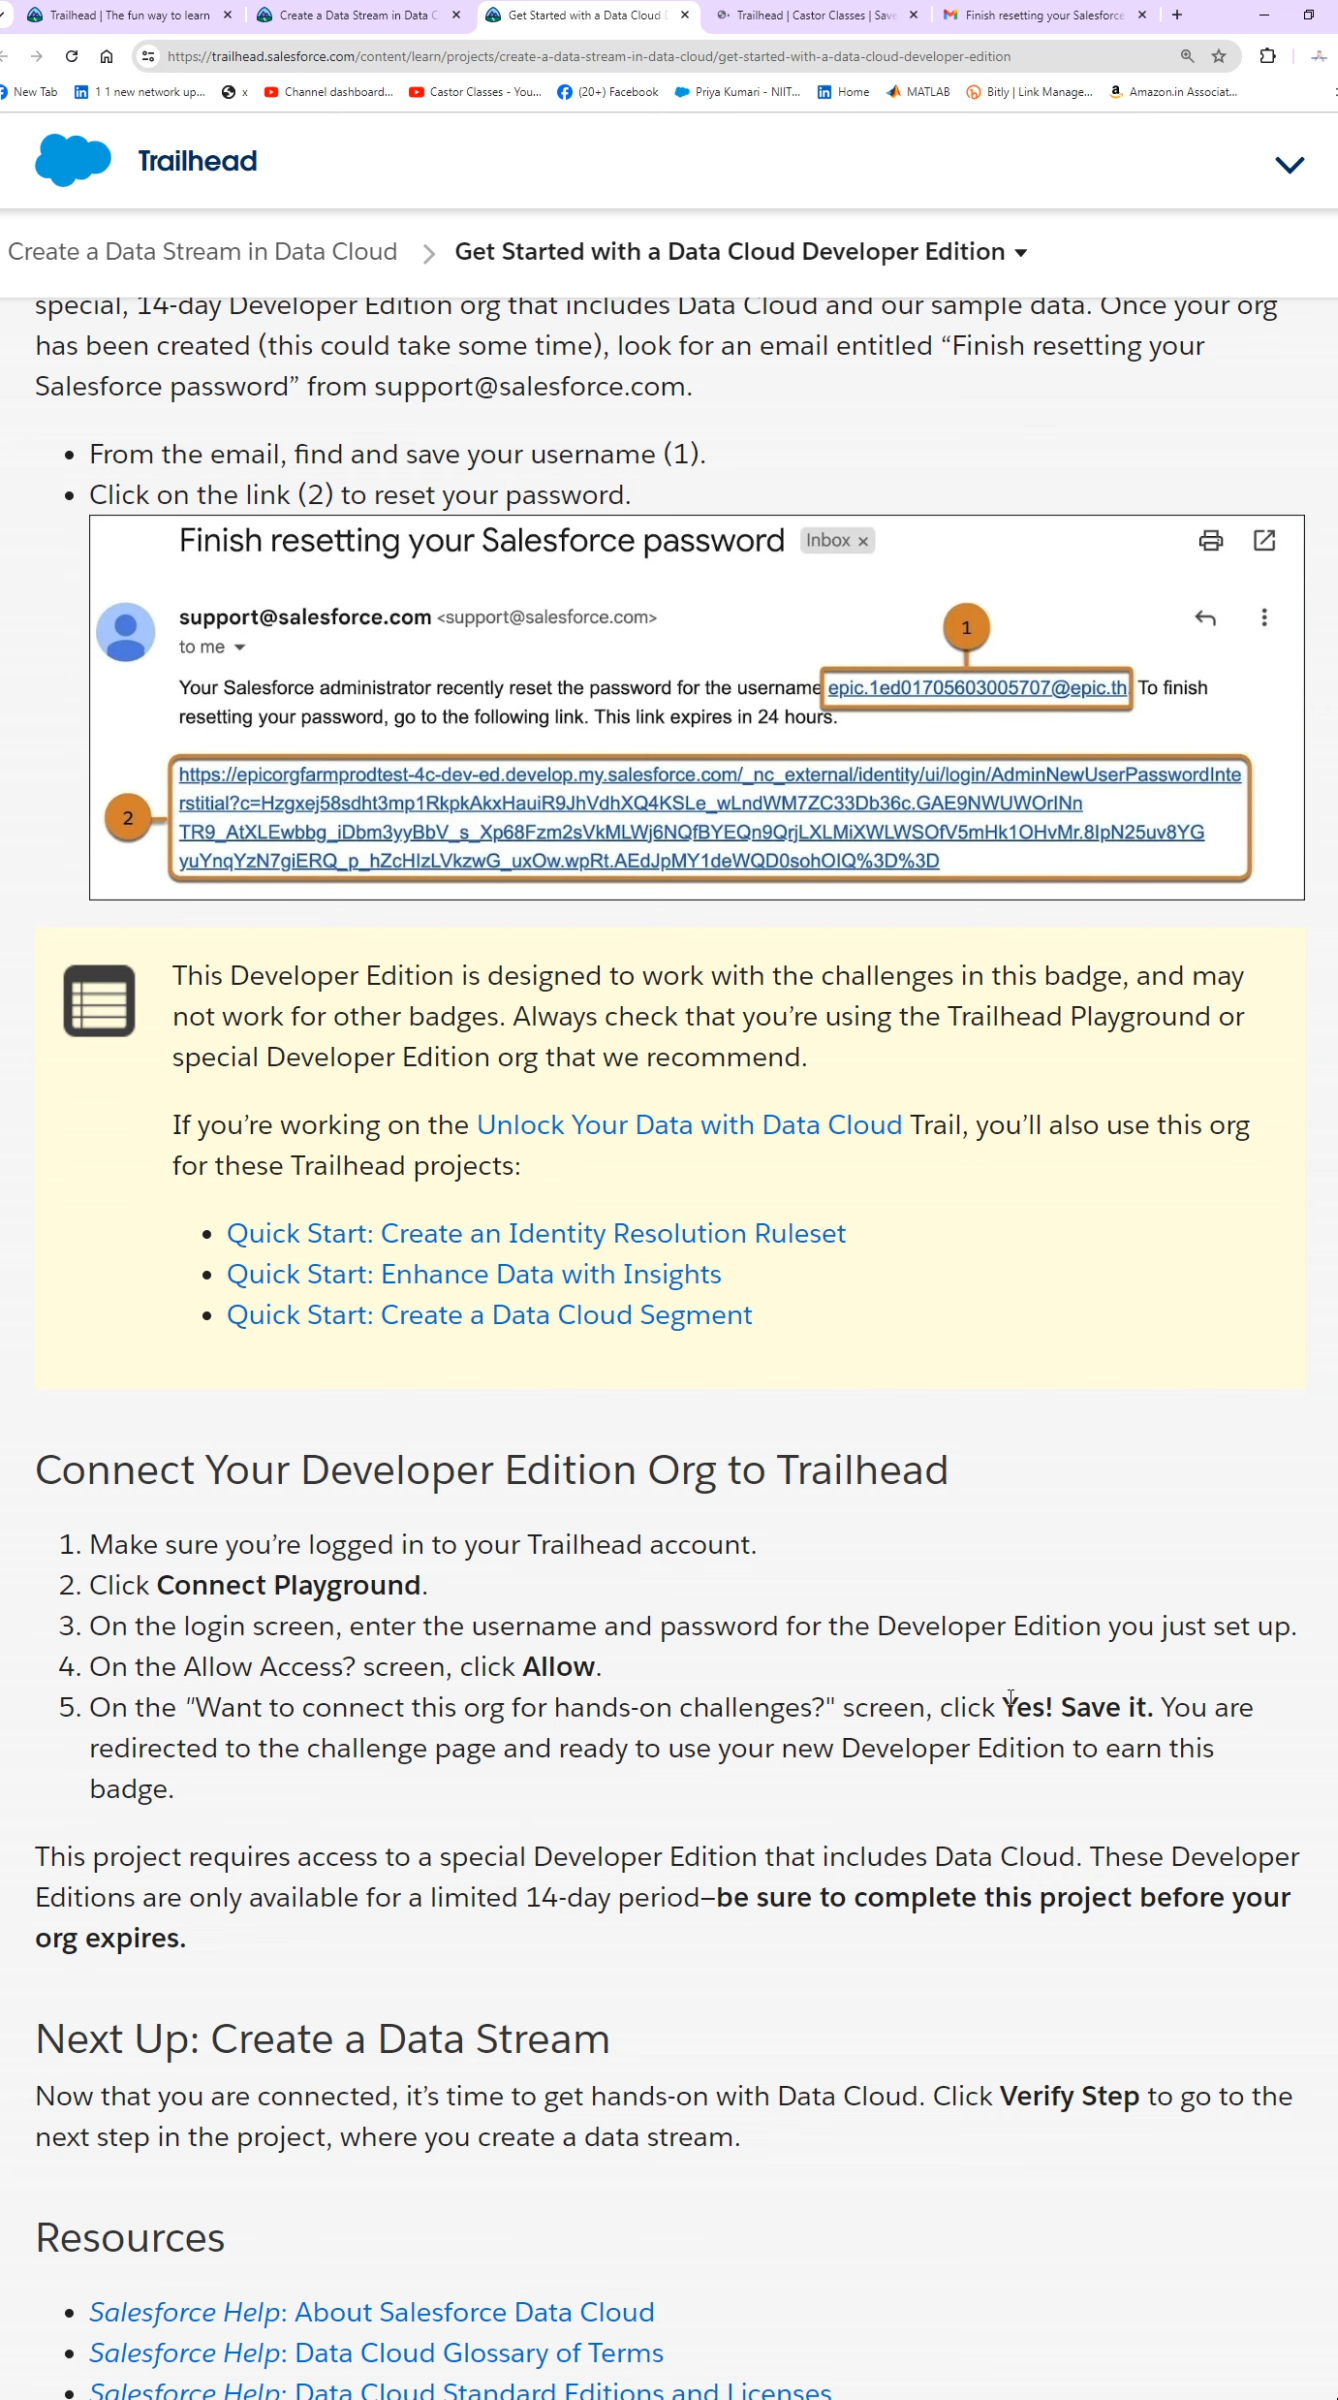 Trailhead | The fun way to learn
Create a Data Stream in Data C
Get Started with a Data Cloud
Trailhead | Castor Classes | Save
Finish resetting your Salesforce
https://trailhead.salesforce.com/content/learn/projects/create-a-data-stream-in-data-cloud/get-started-with-a-data-cloud-developer-edition
New Tab
1 1 new network up...
x
Channel dashboard...
Castor Classes - You...
(20+) Facebook
Priya Kumari - NIIT...
Home
MATLAB
Bitly | Link Manage...
Amazon.in Associat...
Trailhead
Create a Data Stream in Data Cloud
Get Started with a Data Cloud Developer Edition
special, 14-day Developer Edition org that includes Data Cloud and our sample data. Once your org
has been created (this could take some time), look for an email entitled “Finish resetting your
Salesforce password” from support@salesforce.com.
• From the email, find and save your username (1).
• Click on the link (2) to reset your password.
Finish resetting your Salesforce password
Inbox x
support@salesforce.com <support@salesforce.com>
to me
1
Your Salesforce administrator recently reset the password for the username epic.1ed01705603005707@epic.th. To finish
resetting your password, go to the following link. This link expires in 24 hours.
2
https://epicorgfarmprodtest-4c-dev-ed.develop.my.salesforce.com/_nc_external/identity/ui/login/AdminNewUserPasswordInte
rstitial?c=Hzgxej58sdht3mp1RkpkAkxHauiR9JhVdhXQ4KSLe_wLndWM7ZC33Db36c.GAE9NWUWOrINn
TR9_AtXLEwbbg_iDbm3yyBbV_s_Xp68Fzm2sVkMLWj6NQfBYEQn9QrjLXLMiXWLWSOfV5mHk1OHvMr.8IpN25uv8YG
yuYnqYzN7giERQ_p_hZcHIzLVkzwG_uxOw.wpRt.AEdJpMY1deWQD0sohOIQ%3D%3D
This Developer Edition is designed to work with the challenges in this badge, and may
not work for other badges. Always check that you’re using the Trailhead Playground or
special Developer Edition org that we recommend.
If you’re working on the Unlock Your Data with Data Cloud Trail, you’ll also use this org
for these Trailhead projects:
• Quick Start: Create an Identity Resolution Ruleset
• Quick Start: Enhance Data with Insights
• Quick Start: Create a Data Cloud Segment
Connect Your Developer Edition Org to Trailhead
1. Make sure you’re logged in to your Trailhead account.
2. Click Connect Playground.
3. On the login screen, enter the username and password for the Developer Edition you just set up.
4. On the Allow Access? screen, click Allow.
5. On the "Want to connect this org for hands-on challenges?" screen, click Yes! Save it. You are
redirected to the challenge page and ready to use your new Developer Edition to earn this
badge.
This project requires access to a special Developer Edition that includes Data Cloud. These Developer
Editions are only available for a limited 14-day period–be sure to complete this project before your
org expires.
Next Up: Create a Data Stream
Now that you are connected, it’s time to get hands-on with Data Cloud. Click Verify Step to go to the
next step in the project, where you create a data stream.
Resources
• Salesforce Help: About Salesforce Data Cloud
• Salesforce Help: Data Cloud Glossary of Terms
• Salesforce Help: Data Cloud Standard Editions and Licenses